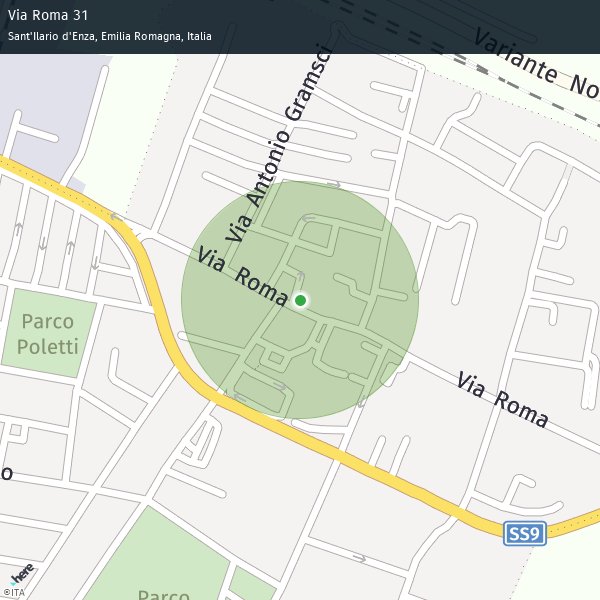 Via Roma 31
Sant'Ilario d'Enza, Emilia Romagna, Italia
Variante No
Via Antonio Gramsci
Via Roma
Parco
Poletti
Via Roma
o
SS9
here
©ITA
Parco